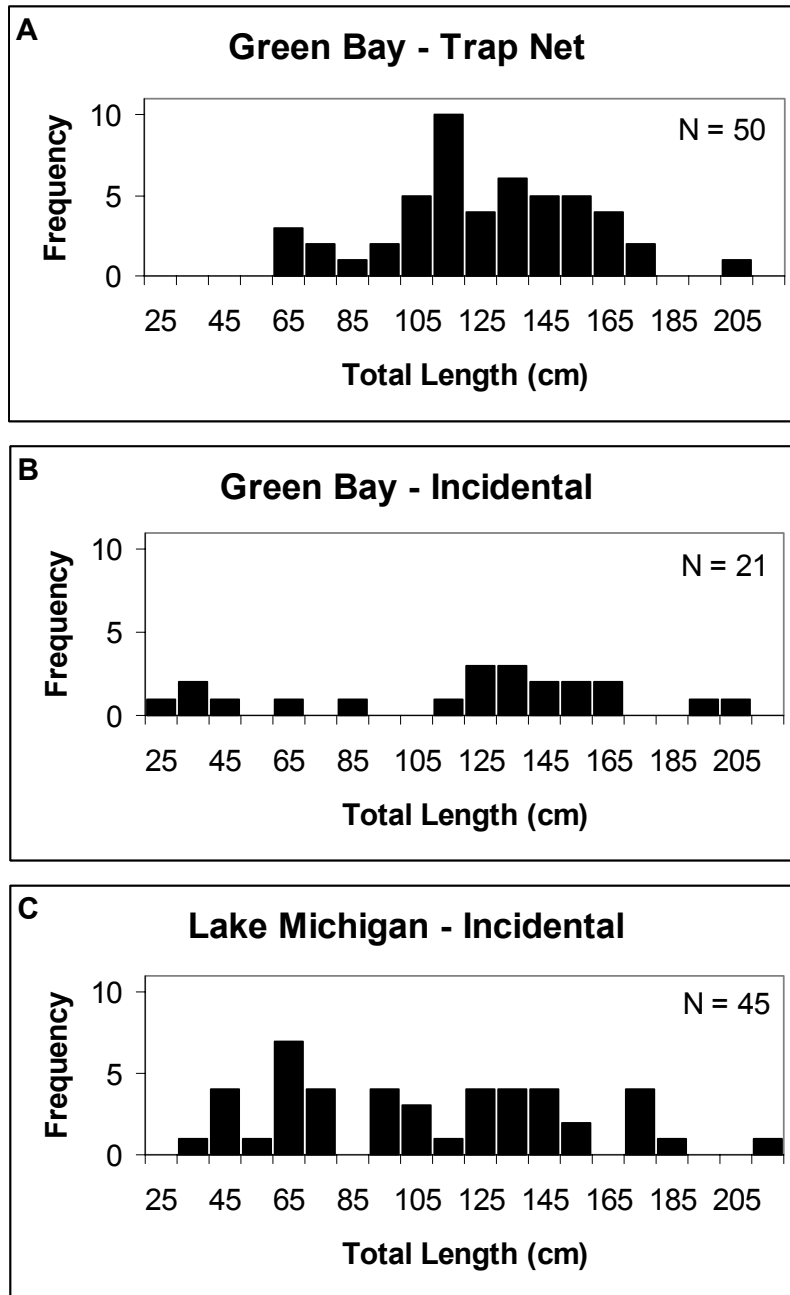 A
Green Bay - Trap Net
N = 50
Frequency
10
5
0
25 45 65 85 105 125 145 165 185 205
Total Length (cm)
B
Green Bay - Incidental
N = 21
Frequency
10
5
0
25 45 65 85 105 125 145 165 185 205
Total Length (cm)
C
Lake Michigan - Incidental
N = 45
Frequency
10
5
0
25 45 65 85 105 125 145 165 185 205
Total Length (cm)